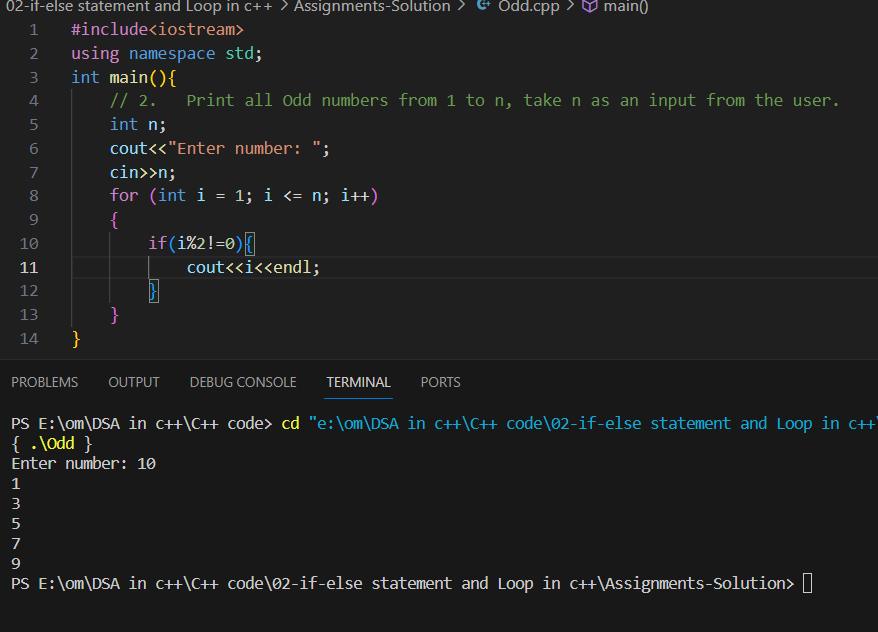 02-if-else statement and Loop in c++ > Assignments-Solution > Odd.cpp > main()
1 #include<iostream>
2 using namespace std;
3 int main(){
4 // 2. Print all Odd numbers from 1 to n, take n as an input from the user.
5 int n;
6 cout<<"Enter number: ";
7 cin>>n;
8 for (int i = 1; i <= n; i++)
9 {
10 if(i%2!=0){
11 cout<<i<<endl;
12 }
13 }
14 }
PROBLEMS OUTPUT DEBUG CONSOLE TERMINAL PORTS
PS E:\om\DSA in c++\C++ code> cd "e:\om\DSA in c++\C++ code\02-if-else statement and Loop in c++\
{ .\Odd }
Enter number: 10
1
3
5
7
9
PS E:\om\DSA in c++\C++ code\02-if-else statement and Loop in c++\Assignments-Solution>